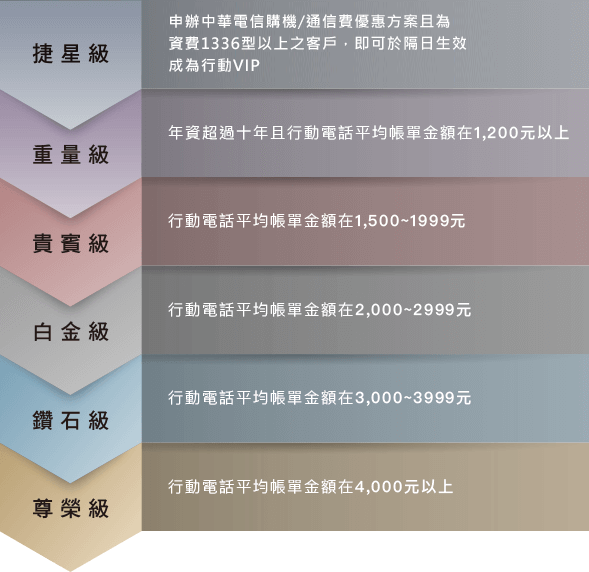 捷星級
申辦中華電信購機/通信費優惠方案且為
資費1336型以上之客戶，即可於隔日生效
成為行動VIP
重量級
年資超過十年且行動電話平均帳單金額在1,200元以上
貴賓級
行動電話平均帳單金額在1,500~1999元
白金級
行動電話平均帳單金額在2,000~2999元
鑽石級
行動電話平均帳單金額在3,000~3999元
尊榮級
行動電話平均帳單金額在4,000元以上